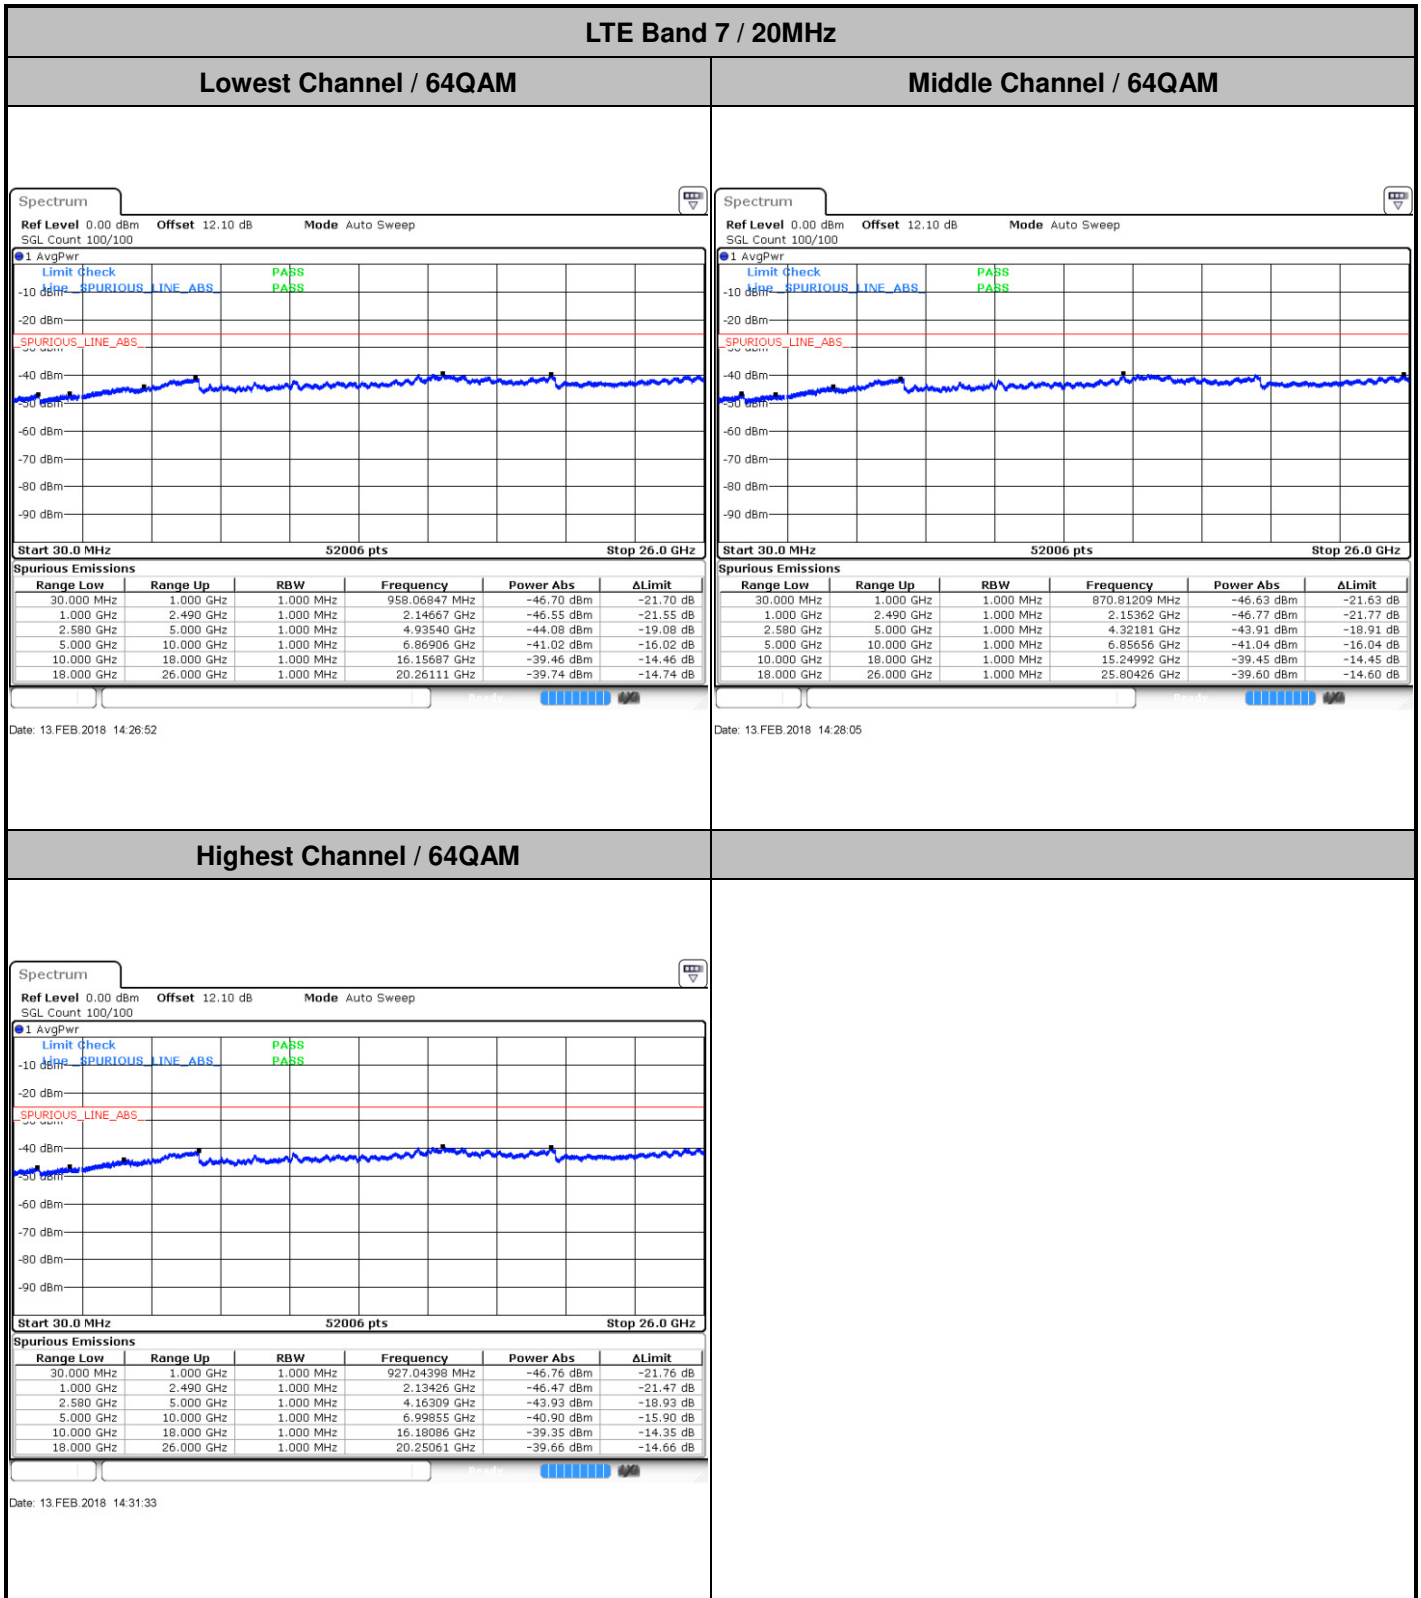 LTE Band 7 / 20MHz
Lowest Channel / 64QAM
Middle Channel / 64QAM
Spectrum
Ref Level 0.00 dBm Offset 12.10 dB Mode Auto Sweep
SGL Count 100/100
1 AvgPwr
Limit Check PASS
Line _SPURIOUS_LINE_ABS_ PASS
-10 dBm
-20 dBm
_SPURIOUS_LINE_ABS_
-30 dBm
-40 dBm
-50 dBm
-60 dBm
-70 dBm
-80 dBm
-90 dBm
Start 30.0 MHz 52006 pts Stop 26.0 GHz
Spurious Emissions
Range Low Range Up RBW Frequency Power Abs ΔLimit
30.000 MHz 1.000 GHz 1.000 MHz 958.06847 MHz -46.70 dBm -21.70 dB
1.000 GHz 2.490 GHz 1.000 MHz 2.14667 GHz -46.55 dBm -21.55 dB
2.580 GHz 5.000 GHz 1.000 MHz 4.93540 GHz -44.08 dBm -19.08 dB
5.000 GHz 10.000 GHz 1.000 MHz 6.86906 GHz -41.02 dBm -16.02 dB
10.000 GHz 18.000 GHz 1.000 MHz 16.15687 GHz -39.46 dBm -14.46 dB
18.000 GHz 26.000 GHz 1.000 MHz 20.26111 GHz -39.74 dBm -14.74 dB
Date: 13.FEB.2018 14:26:52
Spectrum
Ref Level 0.00 dBm Offset 12.10 dB Mode Auto Sweep
SGL Count 100/100
1 AvgPwr
Limit Check PASS
Line _SPURIOUS_LINE_ABS_ PASS
-10 dBm
-20 dBm
_SPURIOUS_LINE_ABS_
-30 dBm
-40 dBm
-50 dBm
-60 dBm
-70 dBm
-80 dBm
-90 dBm
Start 30.0 MHz 52006 pts Stop 26.0 GHz
Spurious Emissions
Range Low Range Up RBW Frequency Power Abs ΔLimit
30.000 MHz 1.000 GHz 1.000 MHz 870.81209 MHz -46.63 dBm -21.63 dB
1.000 GHz 2.490 GHz 1.000 MHz 2.15362 GHz -46.77 dBm -21.77 dB
2.580 GHz 5.000 GHz 1.000 MHz 4.32181 GHz -43.91 dBm -18.91 dB
5.000 GHz 10.000 GHz 1.000 MHz 6.85656 GHz -41.04 dBm -16.04 dB
10.000 GHz 18.000 GHz 1.000 MHz 15.24992 GHz -39.45 dBm -14.45 dB
18.000 GHz 26.000 GHz 1.000 MHz 25.80426 GHz -39.60 dBm -14.60 dB
Date: 13.FEB.2018 14:28:05
Highest Channel / 64QAM
Spectrum
Ref Level 0.00 dBm Offset 12.10 dB Mode Auto Sweep
SGL Count 100/100
1 AvgPwr
Limit Check PASS
Line _SPURIOUS_LINE_ABS_ PASS
-10 dBm
-20 dBm
_SPURIOUS_LINE_ABS_
-30 dBm
-40 dBm
-50 dBm
-60 dBm
-70 dBm
-80 dBm
-90 dBm
Start 30.0 MHz 52006 pts Stop 26.0 GHz
Spurious Emissions
Range Low Range Up RBW Frequency Power Abs ΔLimit
30.000 MHz 1.000 GHz 1.000 MHz 927.04398 MHz -46.76 dBm -21.76 dB
1.000 GHz 2.490 GHz 1.000 MHz 2.13426 GHz -46.47 dBm -21.47 dB
2.580 GHz 5.000 GHz 1.000 MHz 4.16309 GHz -43.93 dBm -18.93 dB
5.000 GHz 10.000 GHz 1.000 MHz 6.99855 GHz -40.90 dBm -15.90 dB
10.000 GHz 18.000 GHz 1.000 MHz 16.18086 GHz -39.35 dBm -14.35 dB
18.000 GHz 26.000 GHz 1.000 MHz 20.25061 GHz -39.66 dBm -14.66 dB
Date: 13.FEB.2018 14:31:33